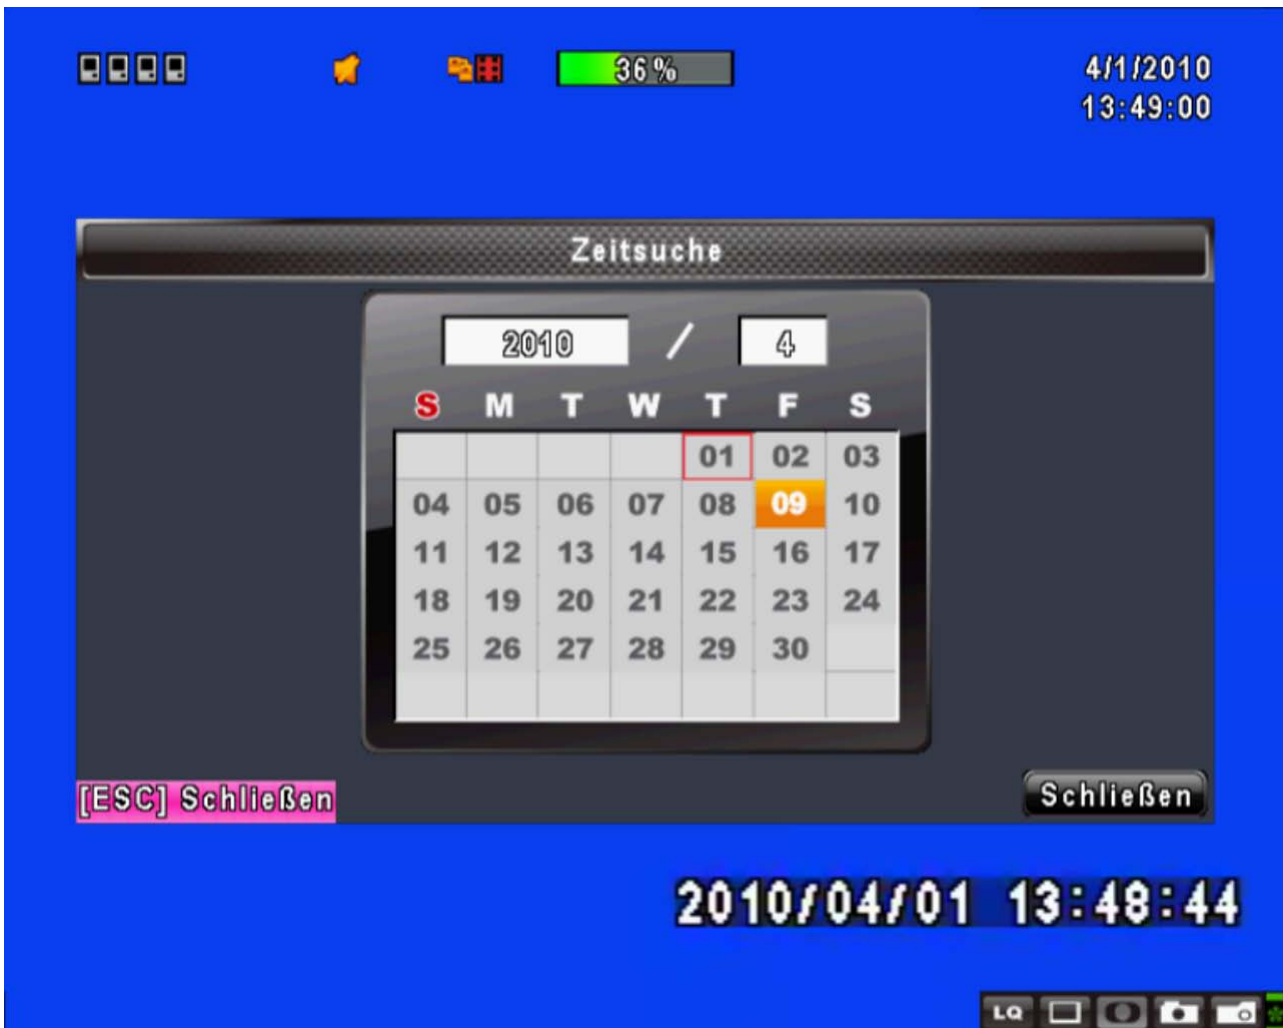 36%
4/1/2010
13:49:00
Zeitsuche
2010 / 4
S M T W T F S
01 02 03
04 05 06 07 08 09 10
11 12 13 14 15 16 17
18 19 20 21 22 23 24
25 26 27 28 29 30
[ESC] Schließen
Schließen
2010/04/01 13:48:44
LQ